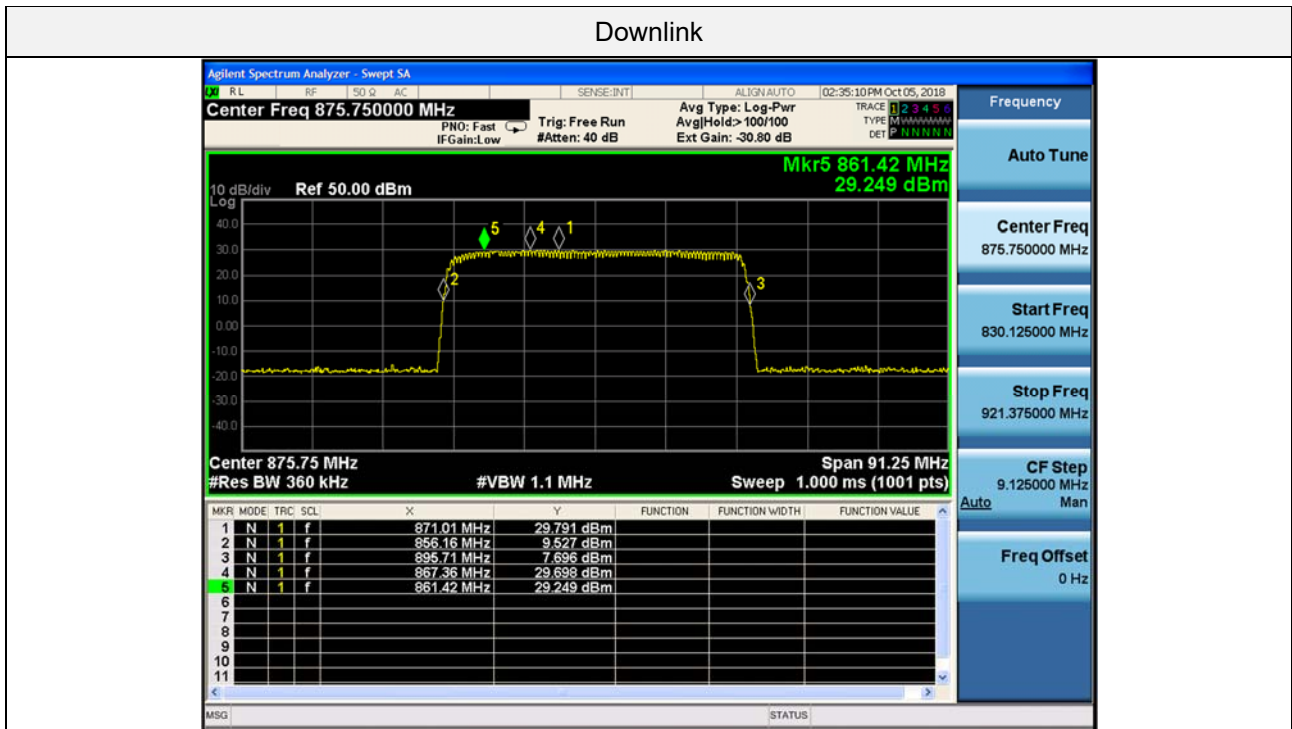 Downlink
Agilent Spectrum Analyzer - Swept SA
RL RF 50 Ω AC SENSE:INT ALIGN AUTO 02:35:10 PM Oct 05, 2018
Center Freq 875.750000 MHz
PNO: Fast
IFGain:Low
Trig: Free Run
#Atten: 40 dB
Avg Type: Log-Pwr
Avg|Hold:>100/100
Ext Gain: -30.80 dB
TRACE 1 2 3 4 5 6
TYPE M
DET P N N N N N
Mkr5 861.42 MHz
29.249 dBm
10 dB/div Ref 50.00 dBm
Log
40.0
30.0
20.0
10.0
0.00
-10.0
-20.0
-30.0
-40.0
5 4 1
2 3
Center 875.75 MHz Span 91.25 MHz
#Res BW 360 kHz #VBW 1.1 MHz Sweep 1.000 ms (1001 pts)
MKR MODE TRC SCL X Y FUNCTION FUNCTION WIDTH FUNCTION VALUE
1 N 1 f 871.01 MHz 29.791 dBm
2 N 1 f 856.16 MHz 9.527 dBm
3 N 1 f 895.71 MHz 7.696 dBm
4 N 1 f 867.36 MHz 29.698 dBm
5 N 1 f 861.42 MHz 29.249 dBm
6
7
8
9
10
11
MSG STATUS
Frequency
Auto Tune
Center Freq
875.750000 MHz
Start Freq
830.125000 MHz
Stop Freq
921.375000 MHz
CF Step
9.125000 MHz
Auto Man
Freq Offset
0 Hz